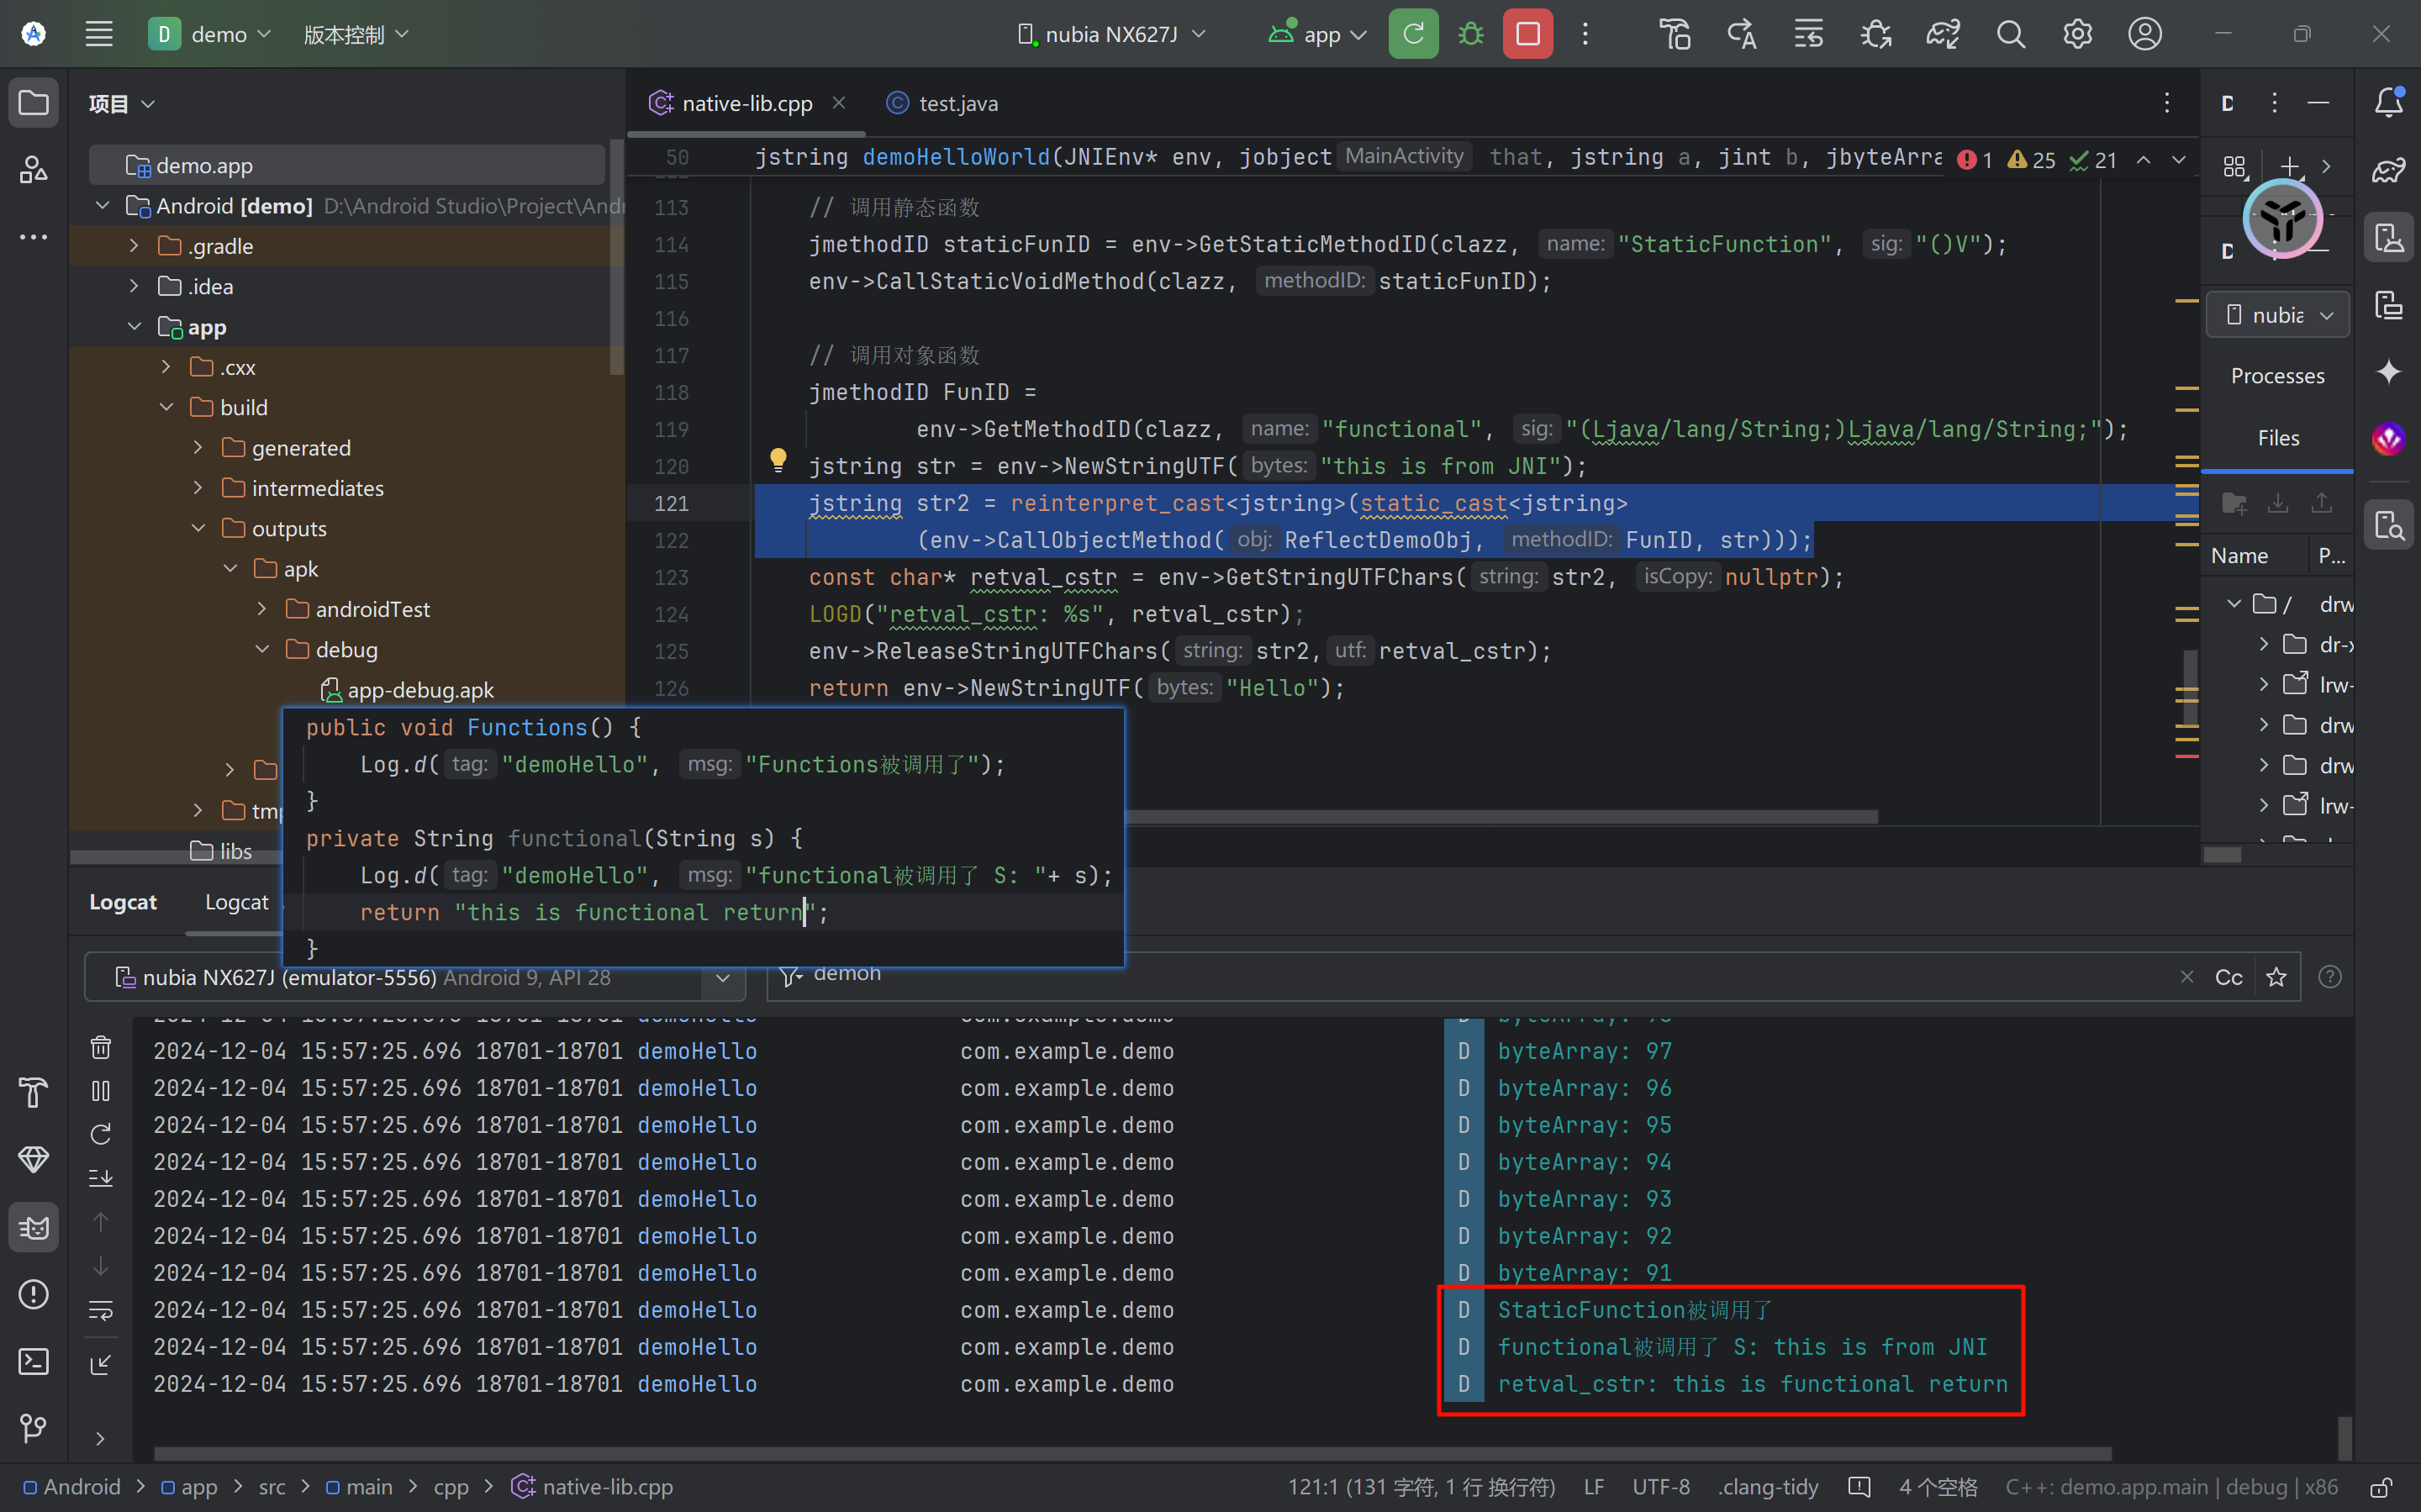 D demo 版本控制 nubia NX627J app
项目
native-lib.cpp test.java
demo.app
Android [demo] D:\Android Studio\Project\Andr
.gradle
.idea
app
.cxx
build
generated
intermediates
outputs
apk
androidTest
debug
app-debug.apk
tmp
libs
50 jstring demoHelloWorld(JNIEnv* env, jobject MainActivity that, jstring a, jint b, jbyteArra 1 25 21
113 // 调用静态函数
114 jmethodID staticFunID = env->GetStaticMethodID(clazz, name: "StaticFunction", sig: "()V");
115 env->CallStaticVoidMethod(clazz, methodID: staticFunID);
116
117 // 调用对象函数
118 jmethodID FunID =
119 env->GetMethodID(clazz, name: "functional", sig: "(Ljava/lang/String;)Ljava/lang/String;");
120 jstring str = env->NewStringUTF( bytes: "this is from JNI");
121 jstring str2 = reinterpret_cast<jstring>(static_cast<jstring>
122 (env->CallObjectMethod( obj: ReflectDemoObj, methodID: FunID, str)));
123 const char* retval_cstr = env->GetStringUTFChars( string: str2, isCopy: nullptr);
124 LOGD("retval_cstr: %s", retval_cstr);
125 env->ReleaseStringUTFChars( string: str2, utf: retval_cstr);
126 return env->NewStringUTF( bytes: "Hello");
public void Functions() {
Log.d( tag: "demoHello", msg: "Functions被调用了");
}
private String functional(String s) {
Log.d( tag: "demoHello", msg: "functional被调用了 S: "+ s);
return "this is functional return";
}
D
D
nubia
Processes
Files
Name P...
/ drw
dr-x
lrw-
drw
drw
lrw-
Logcat Logcat
nubia NX627J (emulator-5556) Android 9, API 28 demoh Cc
2024-12-04 15:57:25.696 18701-18701 demoHello com.example.demo D byteArray: 97
2024-12-04 15:57:25.696 18701-18701 demoHello com.example.demo D byteArray: 96
2024-12-04 15:57:25.696 18701-18701 demoHello com.example.demo D byteArray: 95
2024-12-04 15:57:25.696 18701-18701 demoHello com.example.demo D byteArray: 94
2024-12-04 15:57:25.696 18701-18701 demoHello com.example.demo D byteArray: 93
2024-12-04 15:57:25.696 18701-18701 demoHello com.example.demo D byteArray: 92
2024-12-04 15:57:25.696 18701-18701 demoHello com.example.demo D byteArray: 91
2024-12-04 15:57:25.696 18701-18701 demoHello com.example.demo D StaticFunction被调用了
2024-12-04 15:57:25.696 18701-18701 demoHello com.example.demo D functional被调用了 S: this is from JNI
2024-12-04 15:57:25.696 18701-18701 demoHello com.example.demo D retval_cstr: this is functional return
Android > app > src > main > cpp > native-lib.cpp 121:1 (131 字符, 1 行 换行符) LF UTF-8 .clang-tidy 4 个空格 C++: demo.app.main | debug | x86